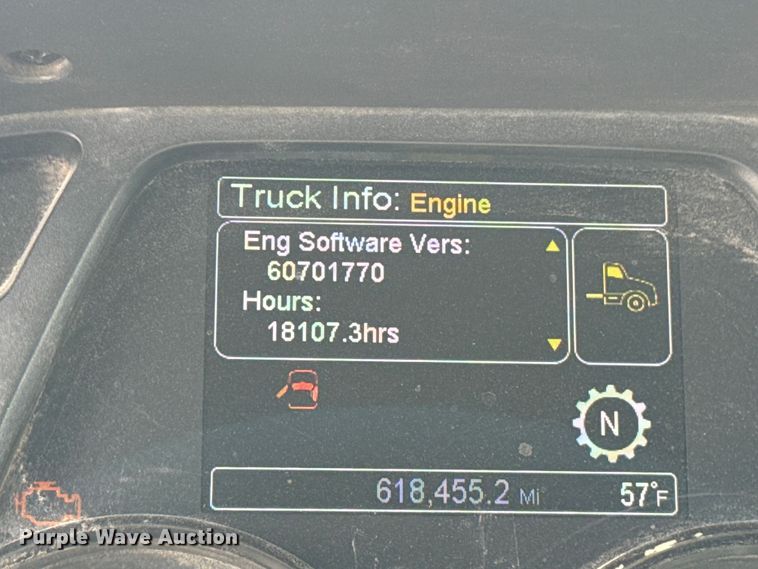 Truck Info: Engine
Eng Software Vers:
60701770
Hours:
18107.3hrs
N
618,455.2 Mi
57°F
Purple Wave Auction